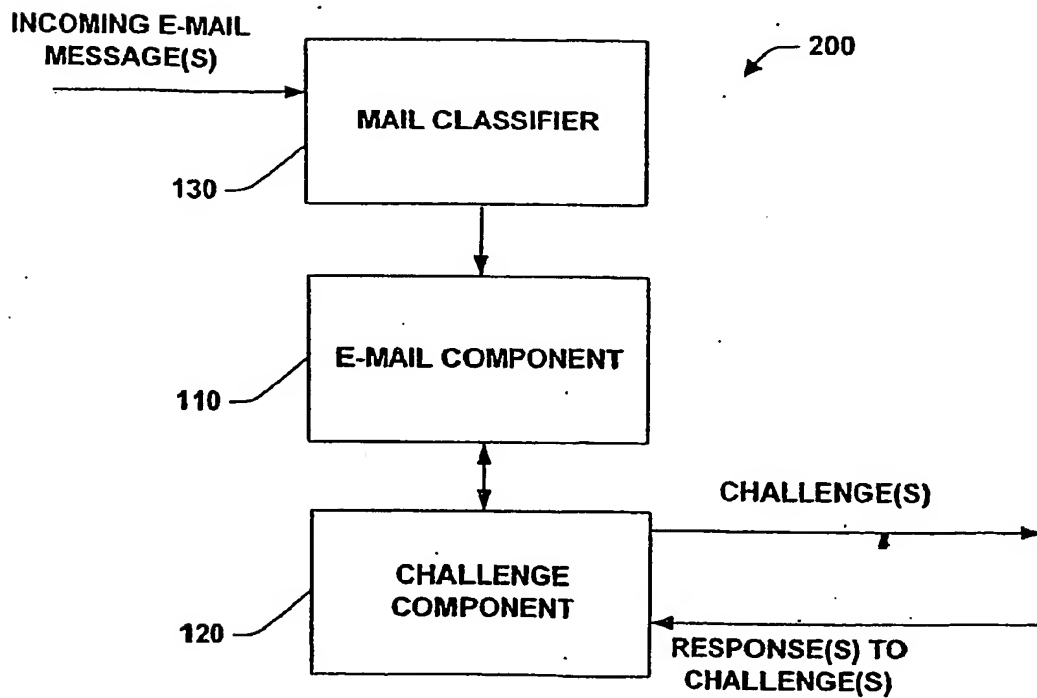 INCOMING E-MAIL
MESSAGE(S)
200
MAIL CLASSIFIER
130
E-MAIL COMPONENT
110
CHALLENGE(S)
CHALLENGE
COMPONENT
120
RESPONSE(S) TO
CHALLENGE(S)